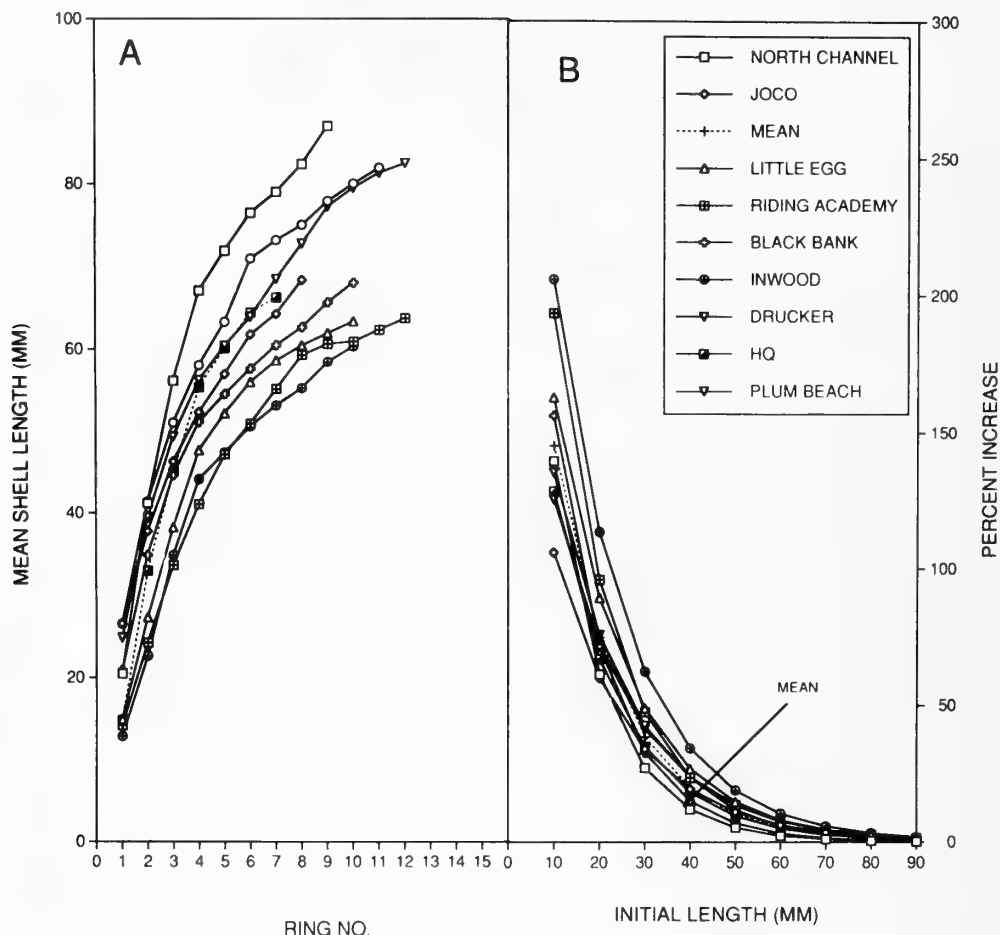 A
MEAN SHELL LENGTH (MM)
100
80
60
40
20
0
0 1 2 3 4 5 6 7 8 9 10 11 12 13 14 15
RING NO.
B
NORTH CHANNEL
JOCO
MEAN
LITTLE EGG
RIDING ACADEMY
BLACK BANK
INWOOD
DRUCKER
HQ
PLUM BEACH
MEAN
300
250
200
150
100
50
0
PERCENT INCREASE
0 10 20 30 40 50 60 70 80 90
INITIAL LENGTH (MM)